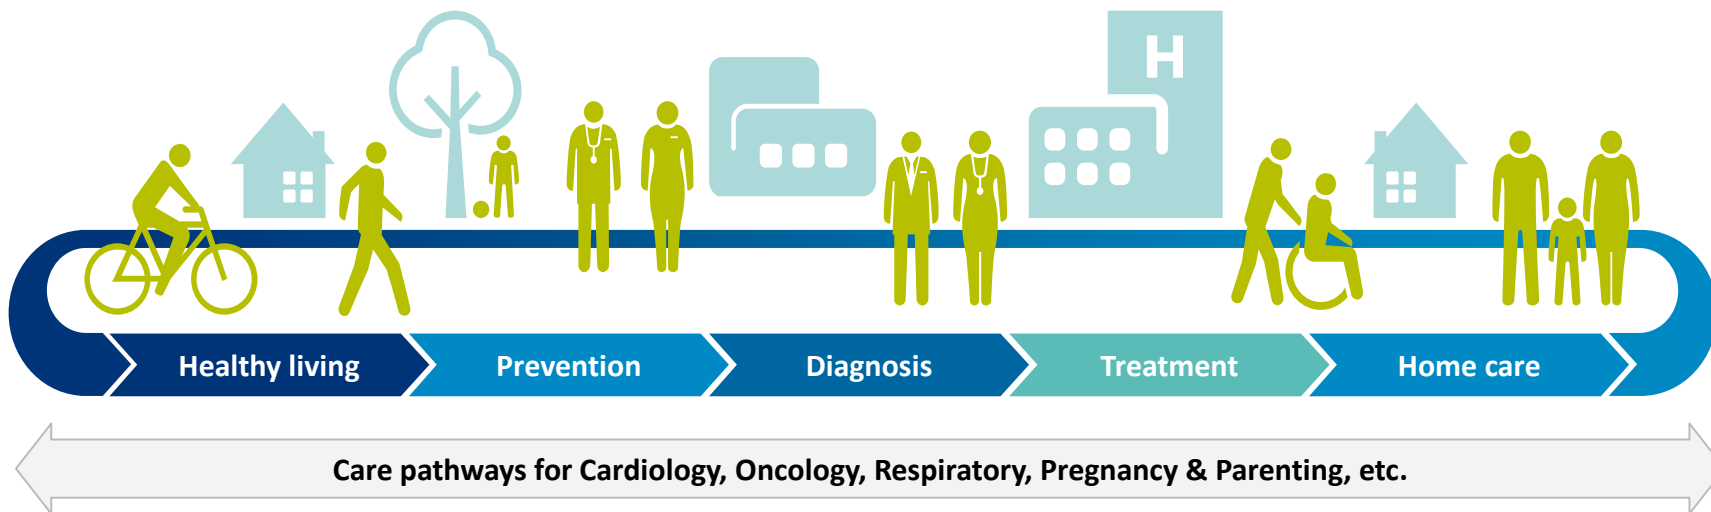 H
Healthy living
Prevention
Diagnosis
Treatment
Home care
Care pathways for Cardiology, Oncology, Respiratory, Pregnancy & Parenting, etc.